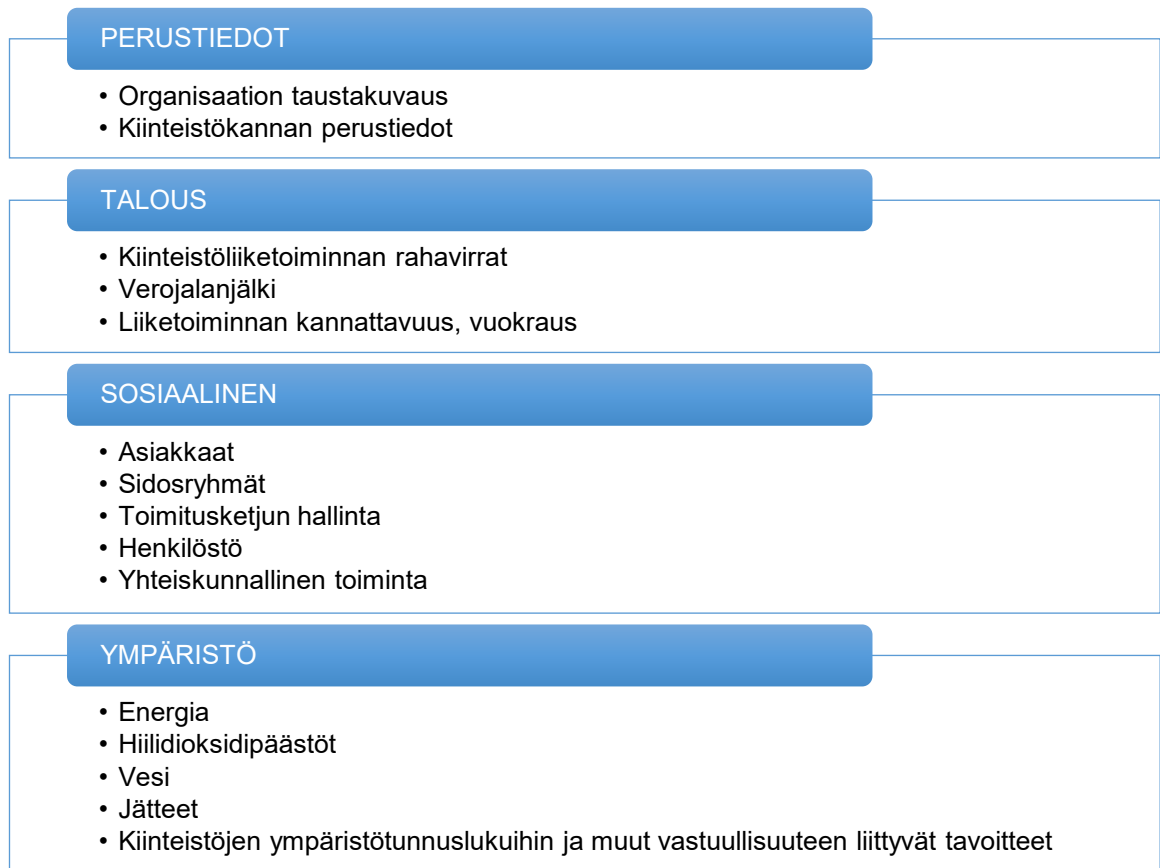 PERUSTIEDOT
• Organisaation taustakuvaus
• Kiinteistökannan perustiedot
TALOUS
• Kiinteistöliiketoiminnan rahavirrat
• Verojalanjälki
• Liiketoiminnan kannattavuus, vuokraus
SOSIAALINEN
• Asiakkaat
• Sidosryhmät
• Toimitusketjun hallinta
• Henkilöstö
• Yhteiskunnallinen toiminta
YMPÄRISTÖ
• Energia
• Hiilidioksidipäästöt
• Vesi
• Jätteet
• Kiinteistöjen ympäristötunnuslukuihin ja muut vastuullisuuteen liittyvät tavoitteet